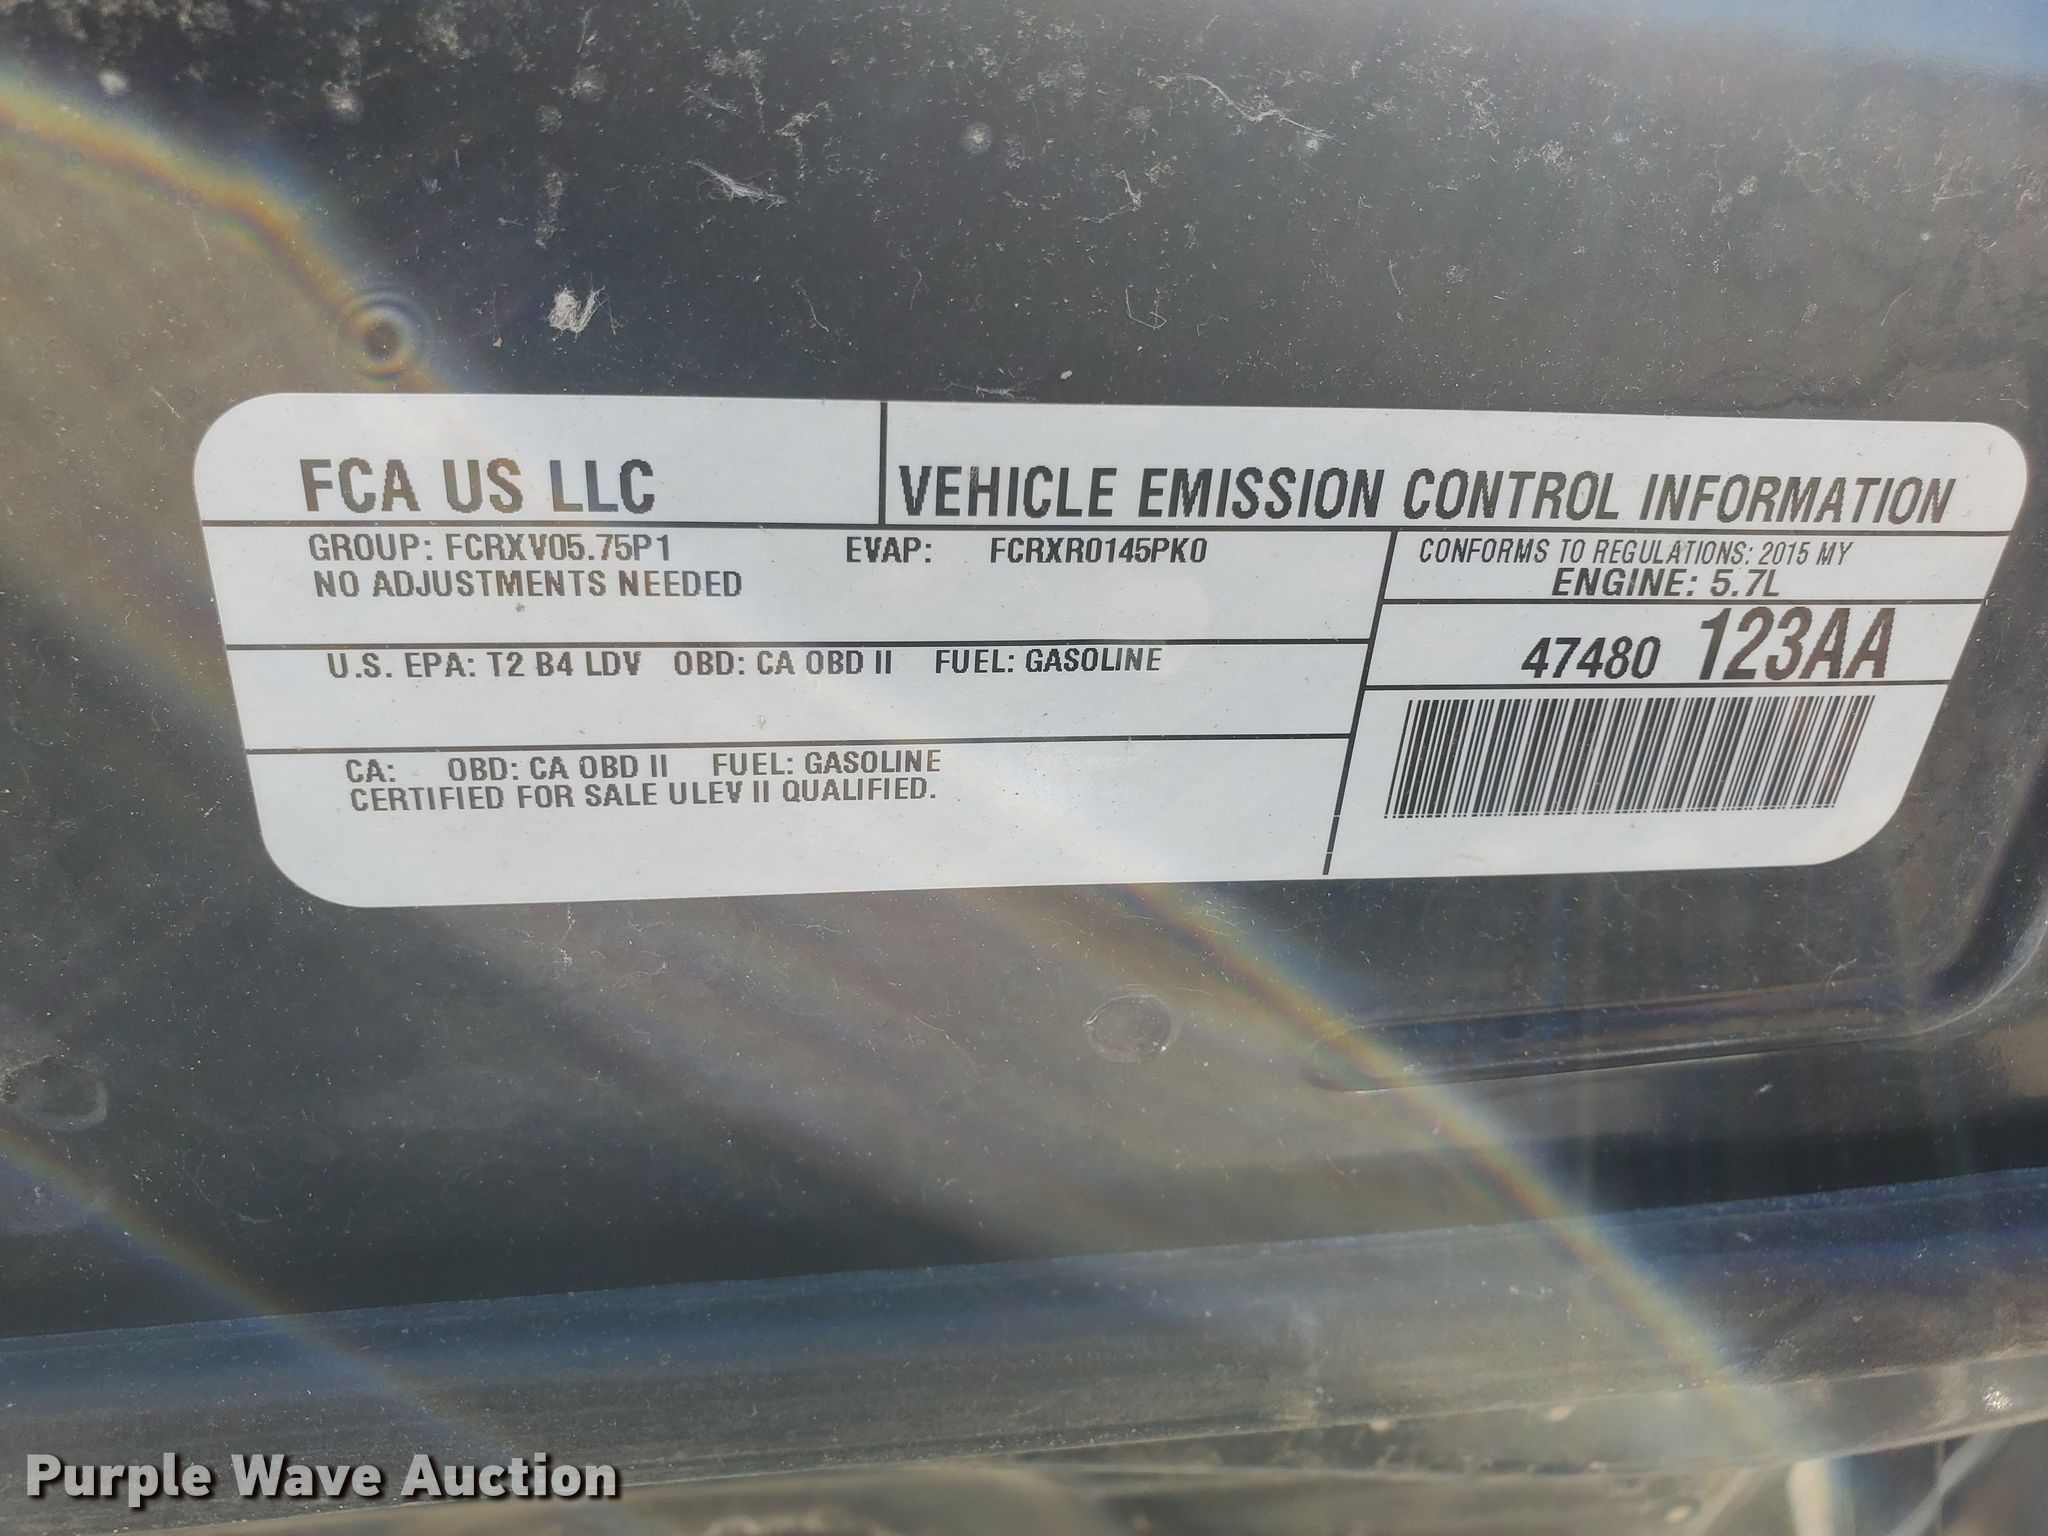 FCA US LLC
VEHICLE EMISSION CONTROL INFORMATION
GROUP: FCRXV05.75P1 EVAP: FCRXR0145PK0
NO ADJUSTMENTS NEEDED
CONFORMS TO REGULATIONS: 2015 MY
ENGINE: 5.7L
U.S. EPA: T2 B4 LDV OBD: CA OBD II FUEL: GASOLINE
47480 123AA
CA: OBD: CA OBD II FUEL: GASOLINE
CERTIFIED FOR SALE ULEV II QUALIFIED.
Purple Wave Auction